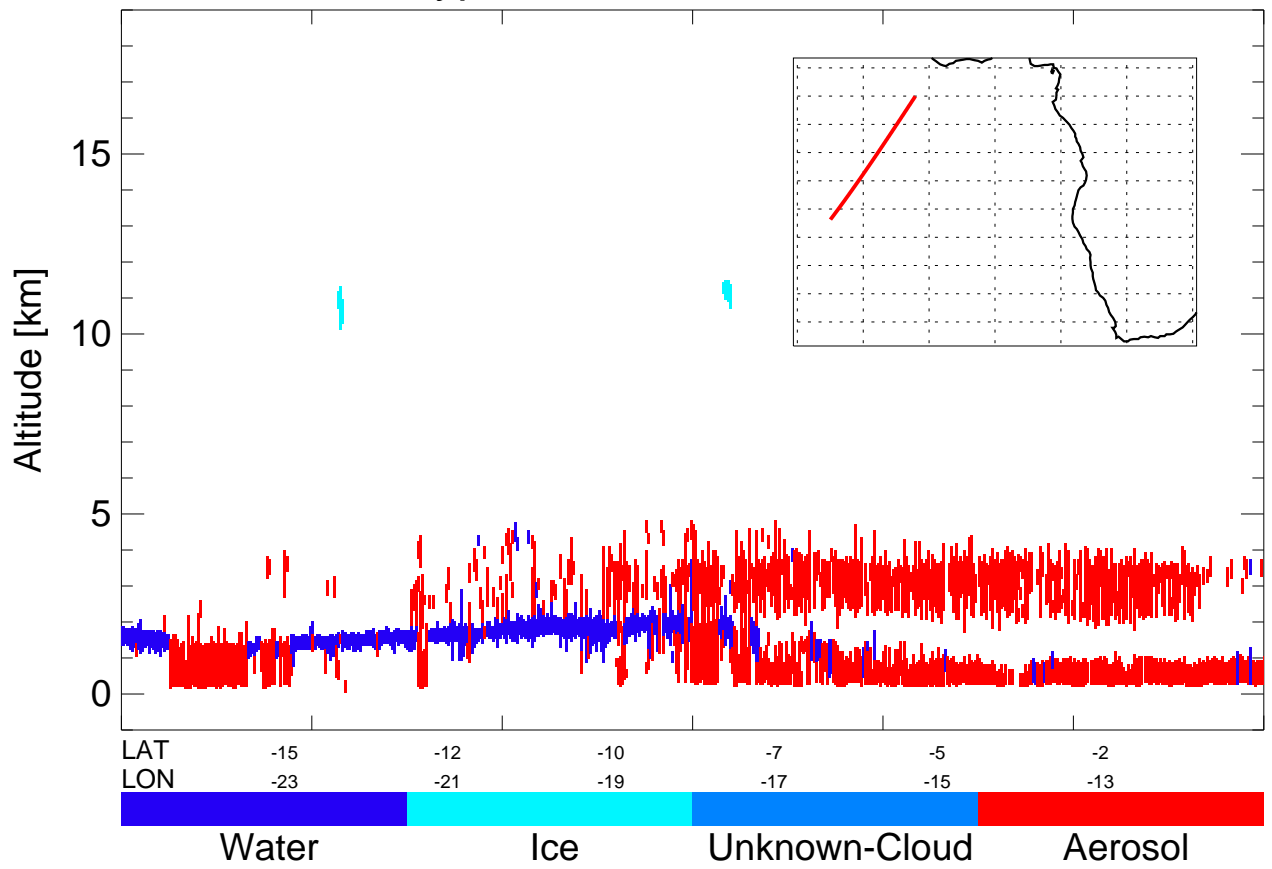 15
10
5
0
Altitude [km]
LAT -15 -12 -10 -7 -5 -2
LON -23 -21 -19 -17 -15 -13
Water Ice Unknown-Cloud Aerosol